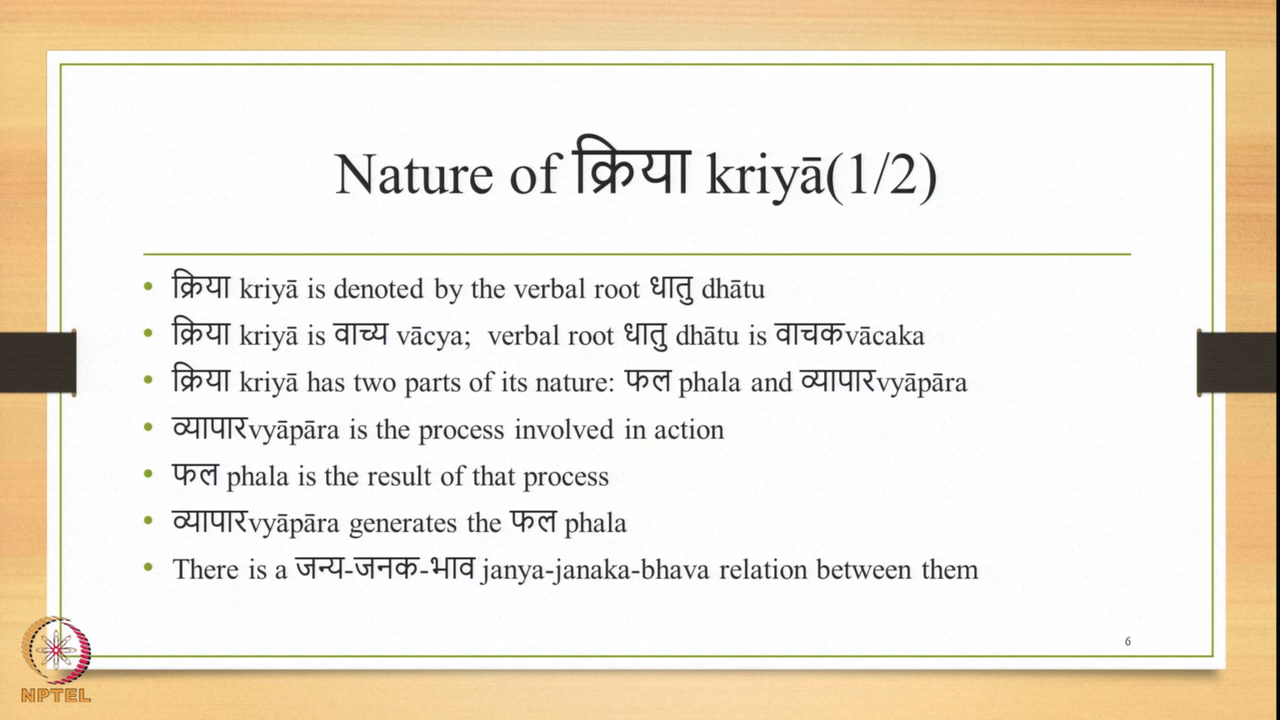 Nature of क्रिया kriyā(1/2)
क्रिया kriyā is denoted by the verbal root धातु dhātu
क्रिया kriyā is वाच्य vācya; verbal root धातु dhātu is वाचकvācaka
क्रिया kriyā has two parts of its nature: फल phala and व्यापारvyāpāra
व्यापारvyāpāra is the process involved in action
फल phala is the result of that process
व्यापारvyāpāra generates the फल phala
There is a जन्य-जनक-भाव janya-janaka-bhava relation between them
6
NPTEL